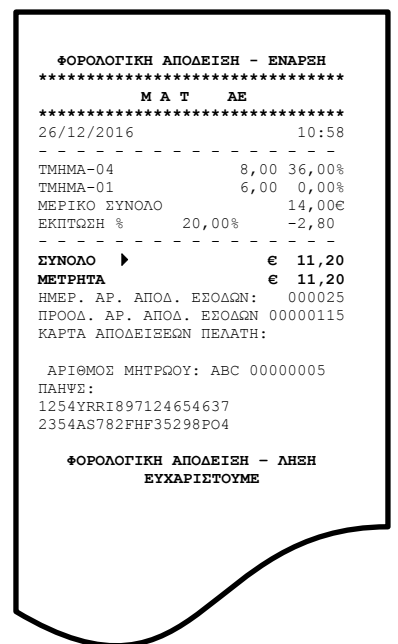 ΦΟΡΟΛΟΓΙΚΗ ΑΠΟΔΕΙΞΗ – ΕΝΑΡΞΗ
********************************
Μ Α Τ ΑΕ
********************************
26/12/2016 10:58
- - - - - - - - - - - - - - - -
ΤΜΗΜΑ-04 8,00 36,00%
ΤΜΗΜΑ-01 6,00 0,00%
ΜΕΡΙΚΟ ΣΥΝΟΛΟ 14,00€
ΕΚΠΤΩΣΗ % 20,00% -2,80
- - - - - - - - - - - - - - - -
ΣΥΝΟΛΟ € 11,20
ΜΕΤΡΗΤΑ € 11,20
ΗΜΕΡ. ΑΡ. ΑΠΟΔ. ΕΣΟΔΩΝ: 000025
ΠΡΟΟΔ. ΑΡ. ΑΠΟΔ. ΕΣΟΔΩΝ 00000115
ΚΑΡΤΑ ΑΠΟΔΕΙΞΕΩΝ ΠΕΛΑΤΗ:
ΑΡΙΘΜΟΣ ΜΗΤΡΩΟΥ: ABC 00000005
ΠΑΗΨΣ:
1254YRRI897124654637
2354AS782FHF35298PO4
ΦΟΡΟΛΟΓΙΚΗ ΑΠΟΔΕΙΞΗ – ΛΗΞΗ
ΕΥΧΑΡΙΣΤΟΥΜΕ